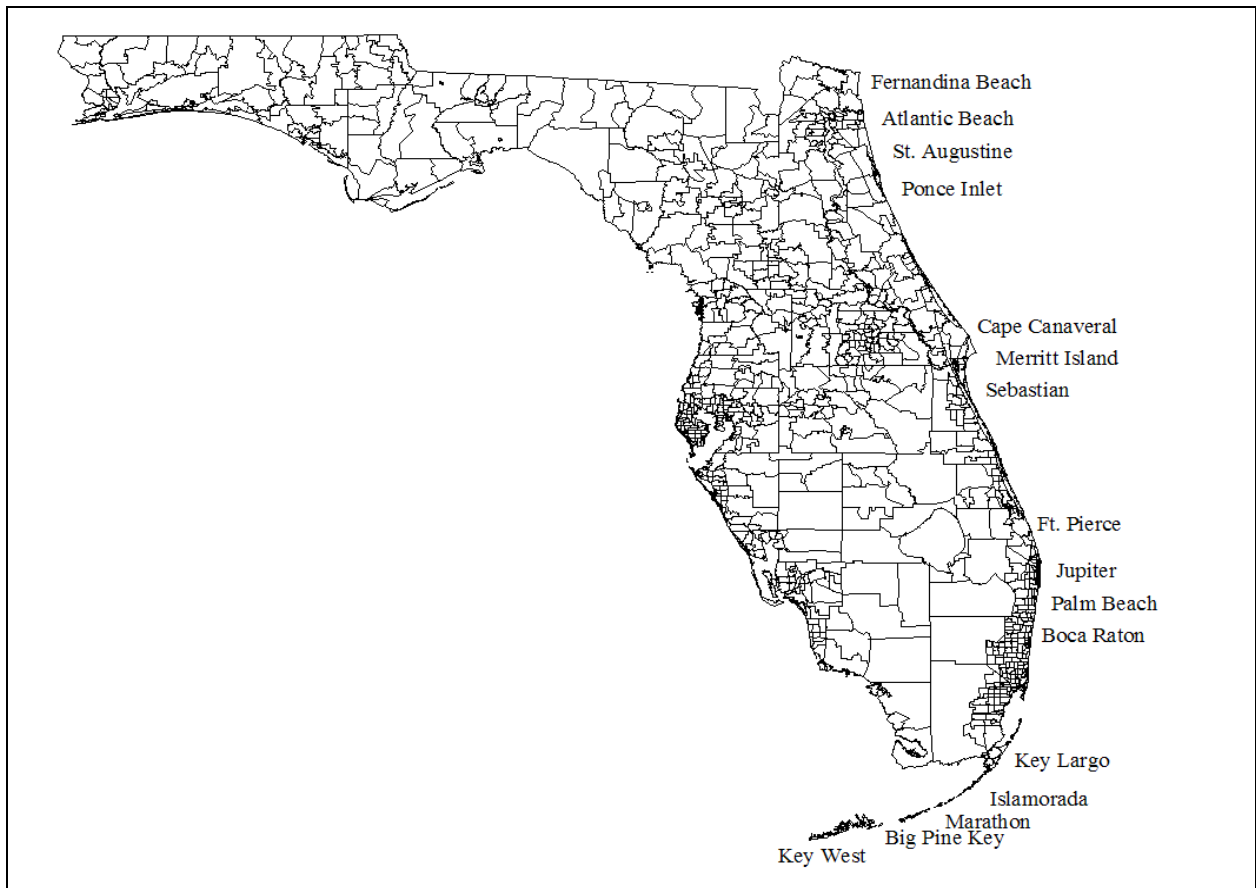 Fernandina Beach
Atlantic Beach
St. Augustine
Ponce Inlet
Cape Canaveral
Merritt Island
Sebastian
Ft. Pierce
Jupiter
Palm Beach
Boca Raton
Key Largo
Islamorada
Marathon
Big Pine Key
Key West